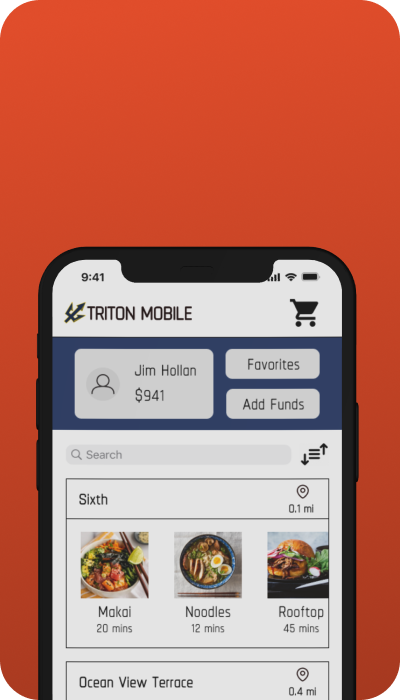 9:41
TRITON MOBILE
Jim Hollan
$941
Favorites
Add Funds
Search
Sixth
0.1 mi
Makai
20 mins
Noodles
12 mins
Rooftop
45 mins
Ocean View Terrace
0.4 mi